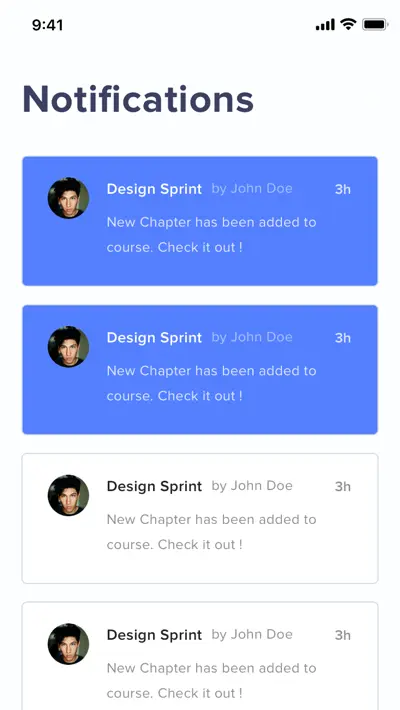 9:41
Notifications
Design Sprint by John Doe 3h
New Chapter has been added to
course. Check it out !
Design Sprint by John Doe 3h
New Chapter has been added to
course. Check it out !
Design Sprint by John Doe 3h
New Chapter has been added to
course. Check it out !
Design Sprint by John Doe 3h
New Chapter has been added to
course. Check it out !